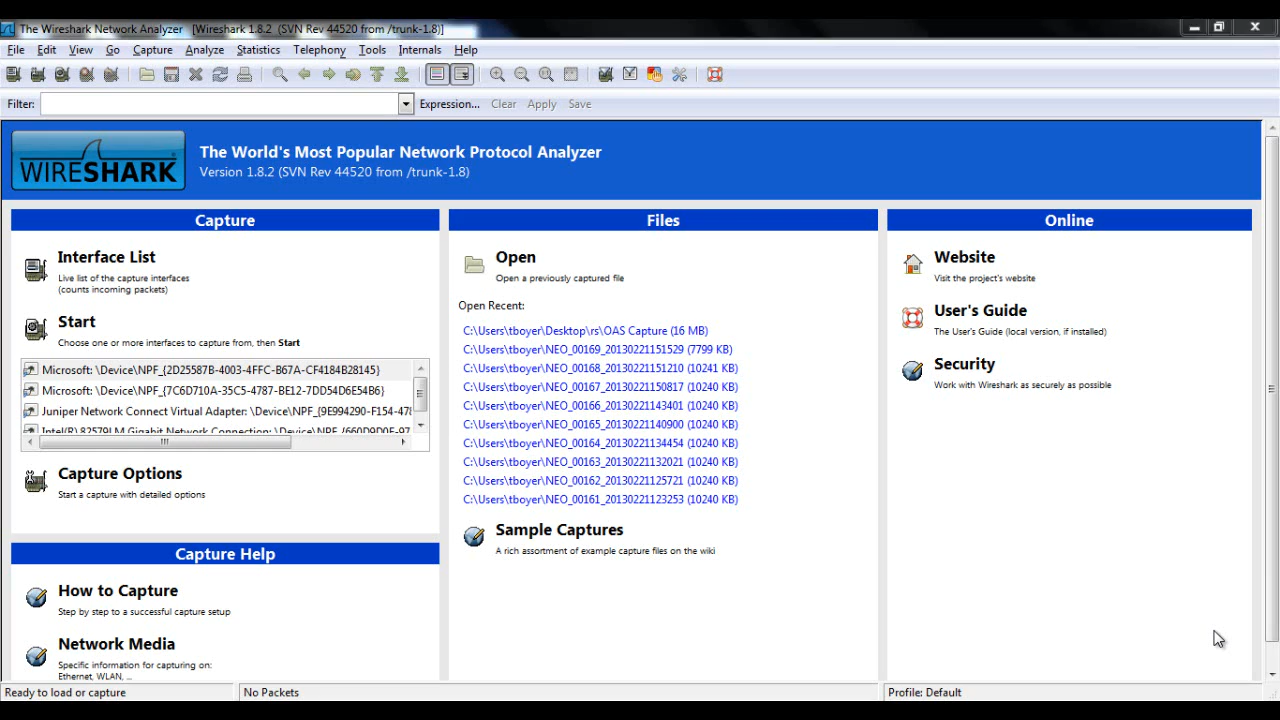 The Wireshark Network Analyzer [Wireshark 1.8.2 (SVN Rev 44520 from /trunk-1.8)]
File Edit View Go Capture Analyze Statistics Telephony Tools Internals Help
Filter: Expression... Clear Apply Save
WIRESHARK
The World's Most Popular Network Protocol Analyzer
Version 1.8.2 (SVN Rev 44520 from /trunk-1.8)
Capture
Interface List
Live list of the capture interfaces
(counts incoming packets)
Start
Choose one or more interfaces to capture from, then Start
Microsoft: \Device\NPF_{2D25587B-4003-4FFC-B67A-CF4184B28145}
Microsoft: \Device\NPF_{7C6D710A-35C5-4787-BE12-7DD54D6E54B6}
Juniper Network Connect Virtual Adapter: \Device\NPF_{9E994290-F154-478
Intel(R) 82579LM Gigabit Network Connection: \Device\NPF_{660D9D0F-97
Capture Options
Start a capture with detailed options
Capture Help
How to Capture
Step by step to a successful capture setup
Network Media
Specific information for capturing on:
Ethernet, WLAN, ...
Files
Open
Open a previously captured file
Open Recent:
C:\Users\tboyer\Desktop\rs\OAS Capture (16 MB)
C:\Users\tboyer\NEO_00169_20130221151529 (7799 KB)
C:\Users\tboyer\NEO_00168_20130221151210 (10241 KB)
C:\Users\tboyer\NEO_00167_20130221150817 (10240 KB)
C:\Users\tboyer\NEO_00166_20130221143401 (10240 KB)
C:\Users\tboyer\NEO_00165_20130221140900 (10240 KB)
C:\Users\tboyer\NEO_00164_20130221134454 (10240 KB)
C:\Users\tboyer\NEO_00163_20130221132021 (10240 KB)
C:\Users\tboyer\NEO_00162_20130221125721 (10240 KB)
C:\Users\tboyer\NEO_00161_20130221123253 (10240 KB)
Sample Captures
A rich assortment of example capture files on the wiki
Online
Website
Visit the project's website
User's Guide
The User's Guide (local version, if installed)
Security
Work with Wireshark as securely as possible
Ready to load or capture
No Packets
Profile: Default